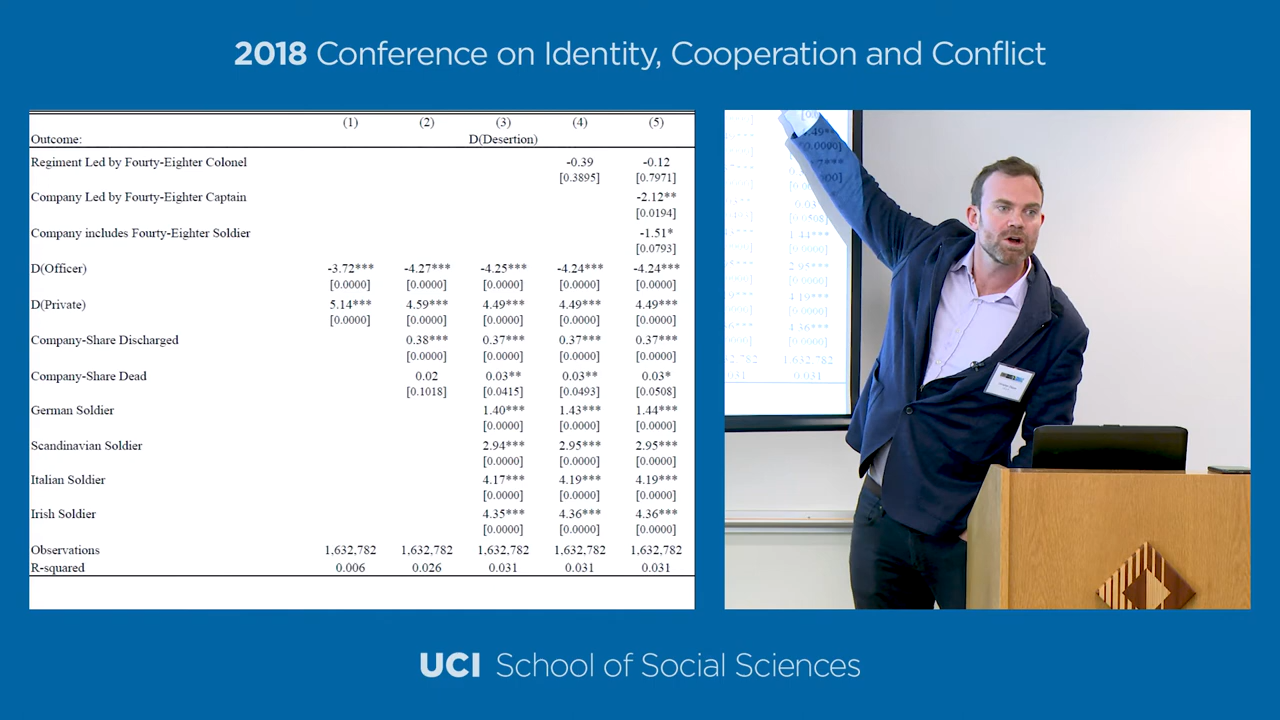 2018 Conference on Identity, Cooperation and Conflict
(1) (2) (3) (4) (5)
Outcome: D(Desertion)
Regiment Led by Fourty-Eighter Colonel -0.39 -0.12
[0.3895] [0.7971]
Company Led by Fourty-Eighter Captain -2.12**
[0.0194]
Company includes Fourty-Eighter Soldier -1.51*
[0.0793]
D(Officer) -3.72*** -4.27*** -4.25*** -4.24*** -4.24***
[0.0000] [0.0000] [0.0000] [0.0000] [0.0000]
D(Private) 5.14*** 4.59*** 4.49*** 4.49*** 4.49***
[0.0000] [0.0000] [0.0000] [0.0000] [0.0000]
Company-Share Discharged 0.38*** 0.37*** 0.37*** 0.37***
[0.0000] [0.0000] [0.0000] [0.0000]
Company-Share Dead 0.02 0.03** 0.03** 0.03*
[0.1018] [0.0415] [0.0493] [0.0508]
German Soldier 1.40*** 1.43*** 1.44***
[0.0000] [0.0000] [0.0000]
Scandinavian Soldier 2.94*** 2.95*** 2.95***
[0.0000] [0.0000] [0.0000]
Italian Soldier 4.17*** 4.19*** 4.19***
[0.0000] [0.0000] [0.0000]
Irish Soldier 4.35*** 4.36*** 4.36***
[0.0000] [0.0000] [0.0000]
Observations 1,632,782 1,632,782 1,632,782 1,632,782 1,632,782
R-squared 0.006 0.026 0.031 0.031 0.031
1,632,782
0.031
UCI School of Social Sciences